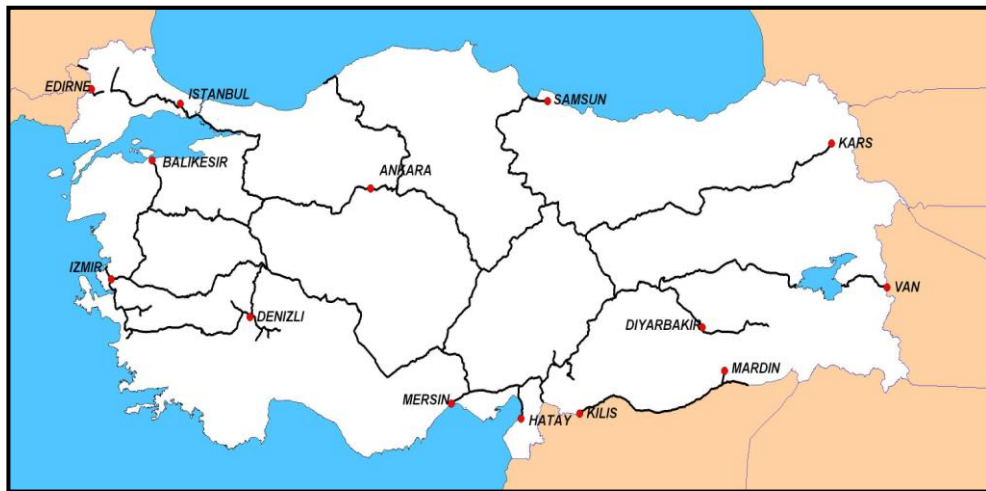 EDIRNE
ISTANBUL
SAMSUN
KARS
BALIKESIR
ANKARA
IZMIR
VAN
DENIZLI
DIYARBAKIR
MARDIN
MERSIN
HATAY
KILIS